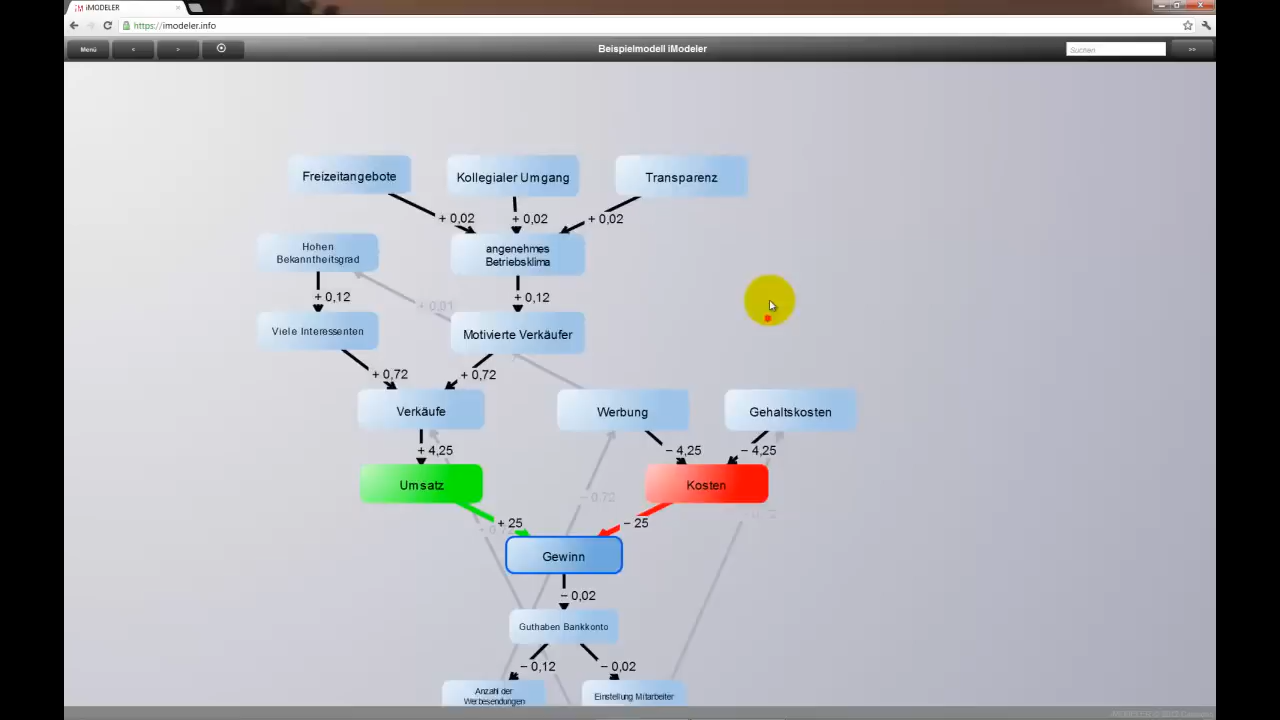 iMODELER
https://imodeler.info
Menü
<
>
Beispielmodell iModeler
Suchen
>>
Freizeitangebote
Kollegialer Umgang
Transparenz
+ 0,02
+ 0,02
+ 0,02
Hohen
Bekanntheitsgrad
angenehmes
Betriebsklima
+ 0,12
+ 0,91
+ 0,12
Viele Interessenten
Motivierte Verkäufer
+ 0,72
+ 0,72
Verkäufe
Werbung
Gehaltskosten
+ 4,25
− 4,25
− 4,25
Umsatz
Kosten
− 0,72
+ 25
− 25
Gewinn
− 0,02
Guthaben Bankkonto
− 0,12
− 0,02
Anzahl der
Werbesendungen
Einstellung Mitarbeiter